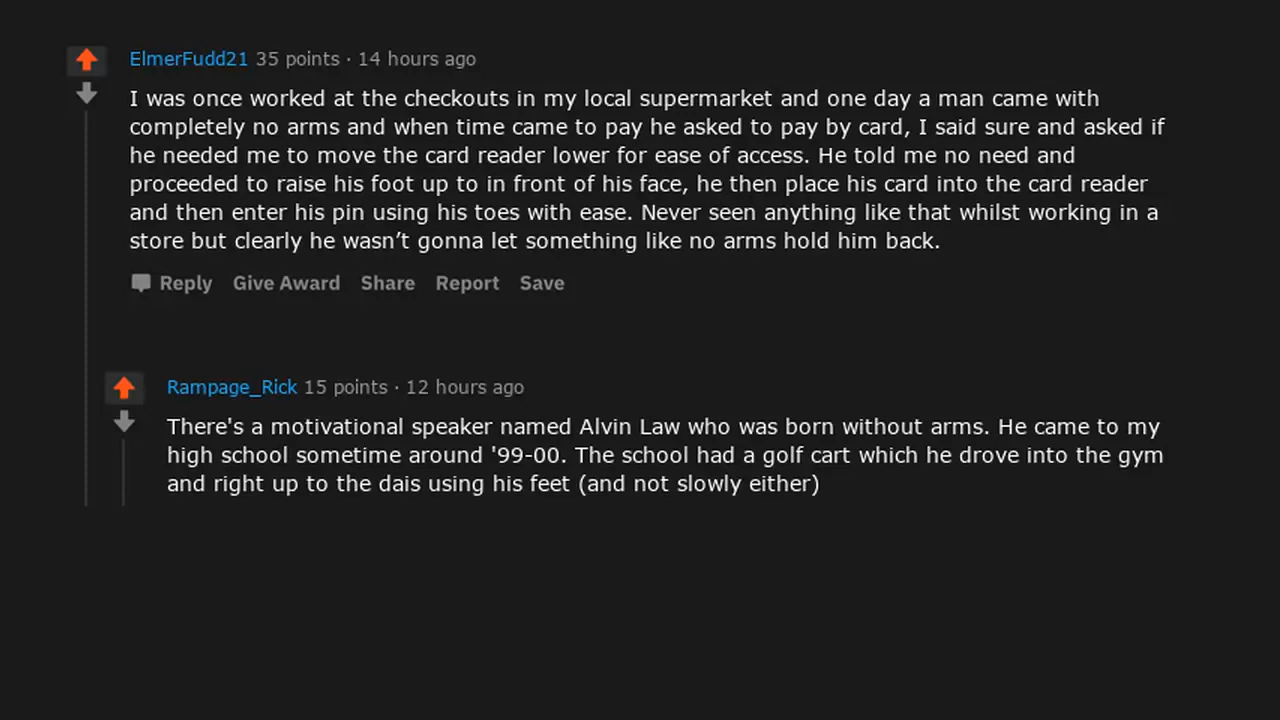 ElmerFudd21 35 points · 14 hours ago
I was once worked at the checkouts in my local supermarket and one day a man came with
completely no arms and when time came to pay he asked to pay by card, I said sure and asked if
he needed me to move the card reader lower for ease of access. He told me no need and
proceeded to raise his foot up to in front of his face, he then place his card into the card reader
and then enter his pin using his toes with ease. Never seen anything like that whilst working in a
store but clearly he wasn’t gonna let something like no arms hold him back.
Reply Give Award Share Report Save
Rampage_Rick 15 points · 12 hours ago
There's a motivational speaker named Alvin Law who was born without arms. He came to my
high school sometime around '99-00. The school had a golf cart which he drove into the gym
and right up to the dais using his feet (and not slowly either)